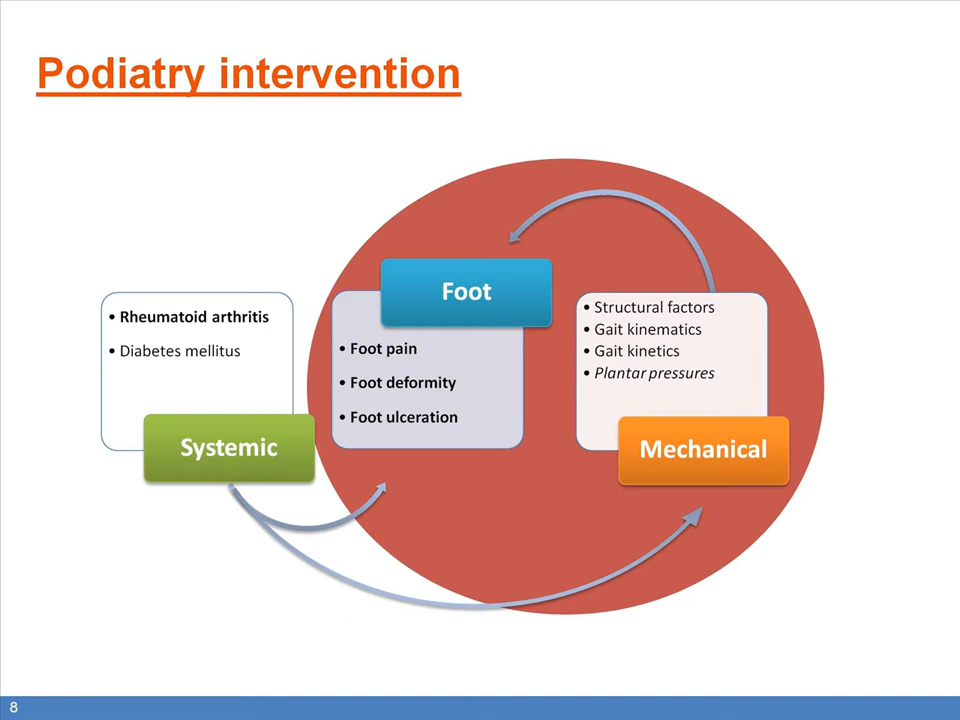 Podiatry intervention
• Rheumatoid arthritis
• Diabetes mellitus
Systemic
Foot
• Foot pain
• Foot deformity
• Foot ulceration
• Structural factors
• Gait kinematics
• Gait kinetics
• Plantar pressures
Mechanical
8